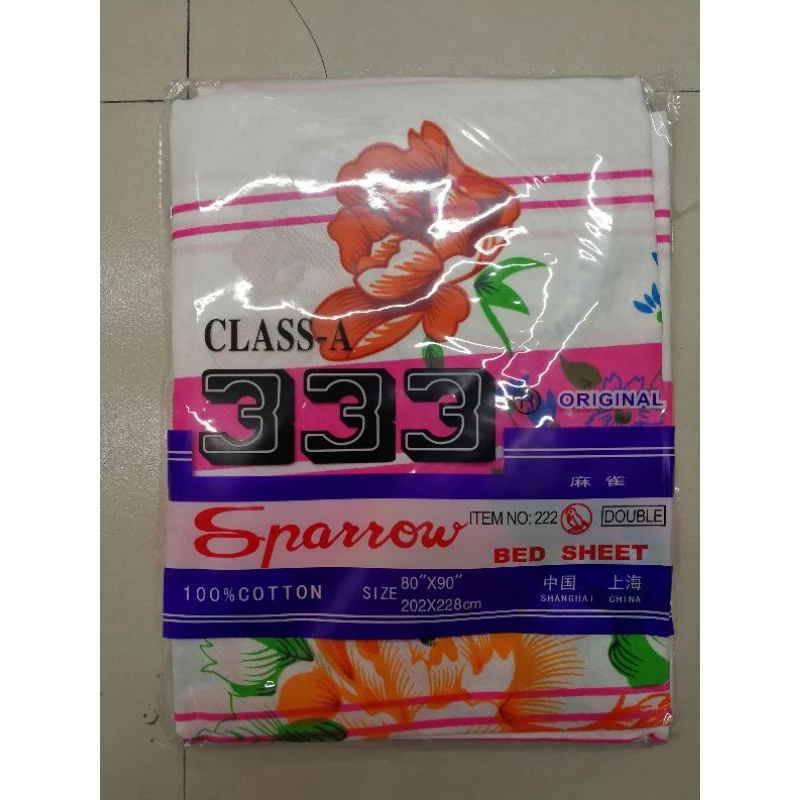 CLASS-A
333 ® ORIGINAL
麻雀
Sparrow ITEM NO: 222 DOUBLE
BED SHEET
100%COTTON SIZE 80"X90" 中国 上海
202X228cm SHANGHAI CHINA